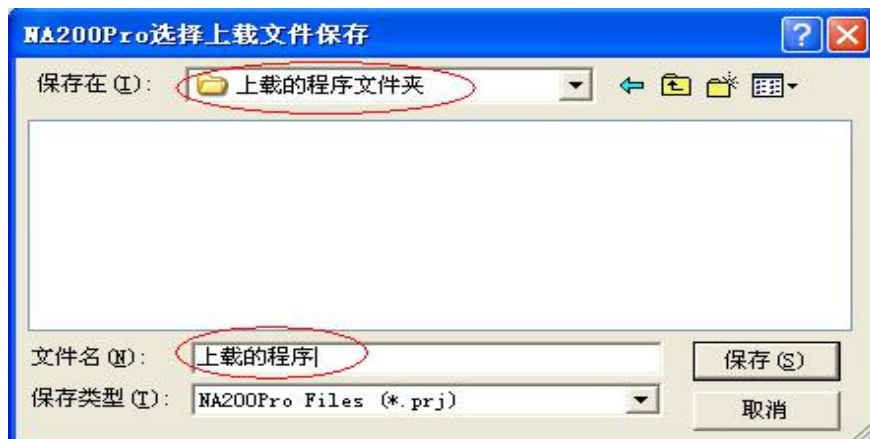 NA200Pro选择上载文件保存
保存在(I): 上载的程序文件夹
文件名(N): 上载的程序 保存(S)
保存类型(T): NA200Pro Files (*.prj) 取消